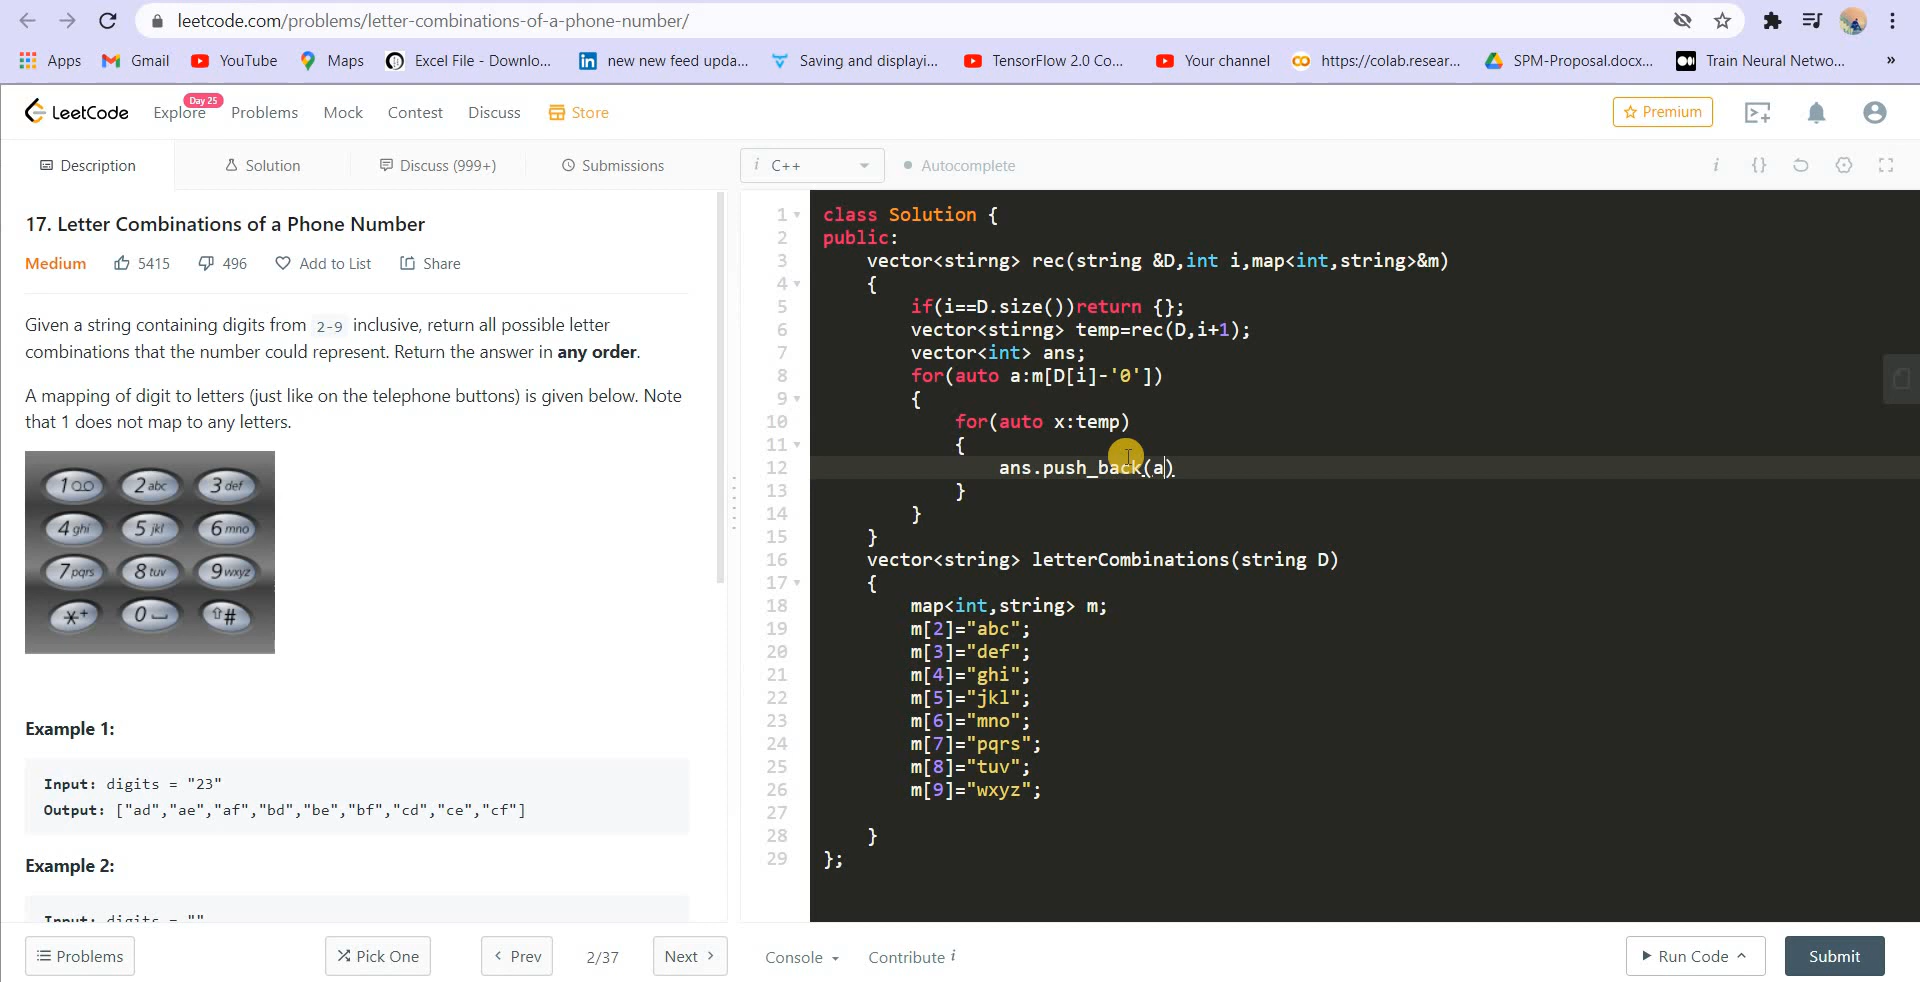 leetcode.com/problems/letter-combinations-of-a-phone-number/
Apps Gmail YouTube Maps Excel File - Downlo... new new feed upda... Saving and displayi... TensorFlow 2.0 Co... Your channel https://colab.resear... SPM-Proposal.docx... Train Neural Netwo... »
LeetCode Explore Day 25 Problems Mock Contest Discuss Store Premium
Description Solution Discuss (999+) Submissions i C++ Autocomplete i {}
17. Letter Combinations of a Phone Number
Medium 5415 496 Add to List Share
Given a string containing digits from 2-9 inclusive, return all possible letter
combinations that the number could represent. Return the answer in any order.
A mapping of digit to letters (just like on the telephone buttons) is given below. Note
that 1 does not map to any letters.
1 2 abc 3 def
4 ghi 5 jkl 6 mno
7 pqrs 8 tuv 9 wxyz
*+ 0 #
Example 1:
Input: digits = "23"
Output: ["ad","ae","af","bd","be","bf","cd","ce","cf"]
Example 2:
Input: digits = ""
1 class Solution {
2 public:
3 vector<stirng> rec(string &D,int i,map<int,string>&m)
4 {
5 if(i==D.size())return {};
6 vector<stirng> temp=rec(D,i+1);
7 vector<int> ans;
8 for(auto a:m[D[i]-'0'])
9 {
10 for(auto x:temp)
11 {
12 ans.push_back(a)
13 }
14 }
15 }
16 vector<string> letterCombinations(string D)
17 {
18 map<int,string> m;
19 m[2]="abc";
20 m[3]="def";
21 m[4]="ghi";
22 m[5]="jkl";
23 m[6]="mno";
24 m[7]="pqrs";
25 m[8]="tuv";
26 m[9]="wxyz";
27
28 }
29 };
Problems Pick One Prev 2/37 Next Console Contribute i Run Code Submit